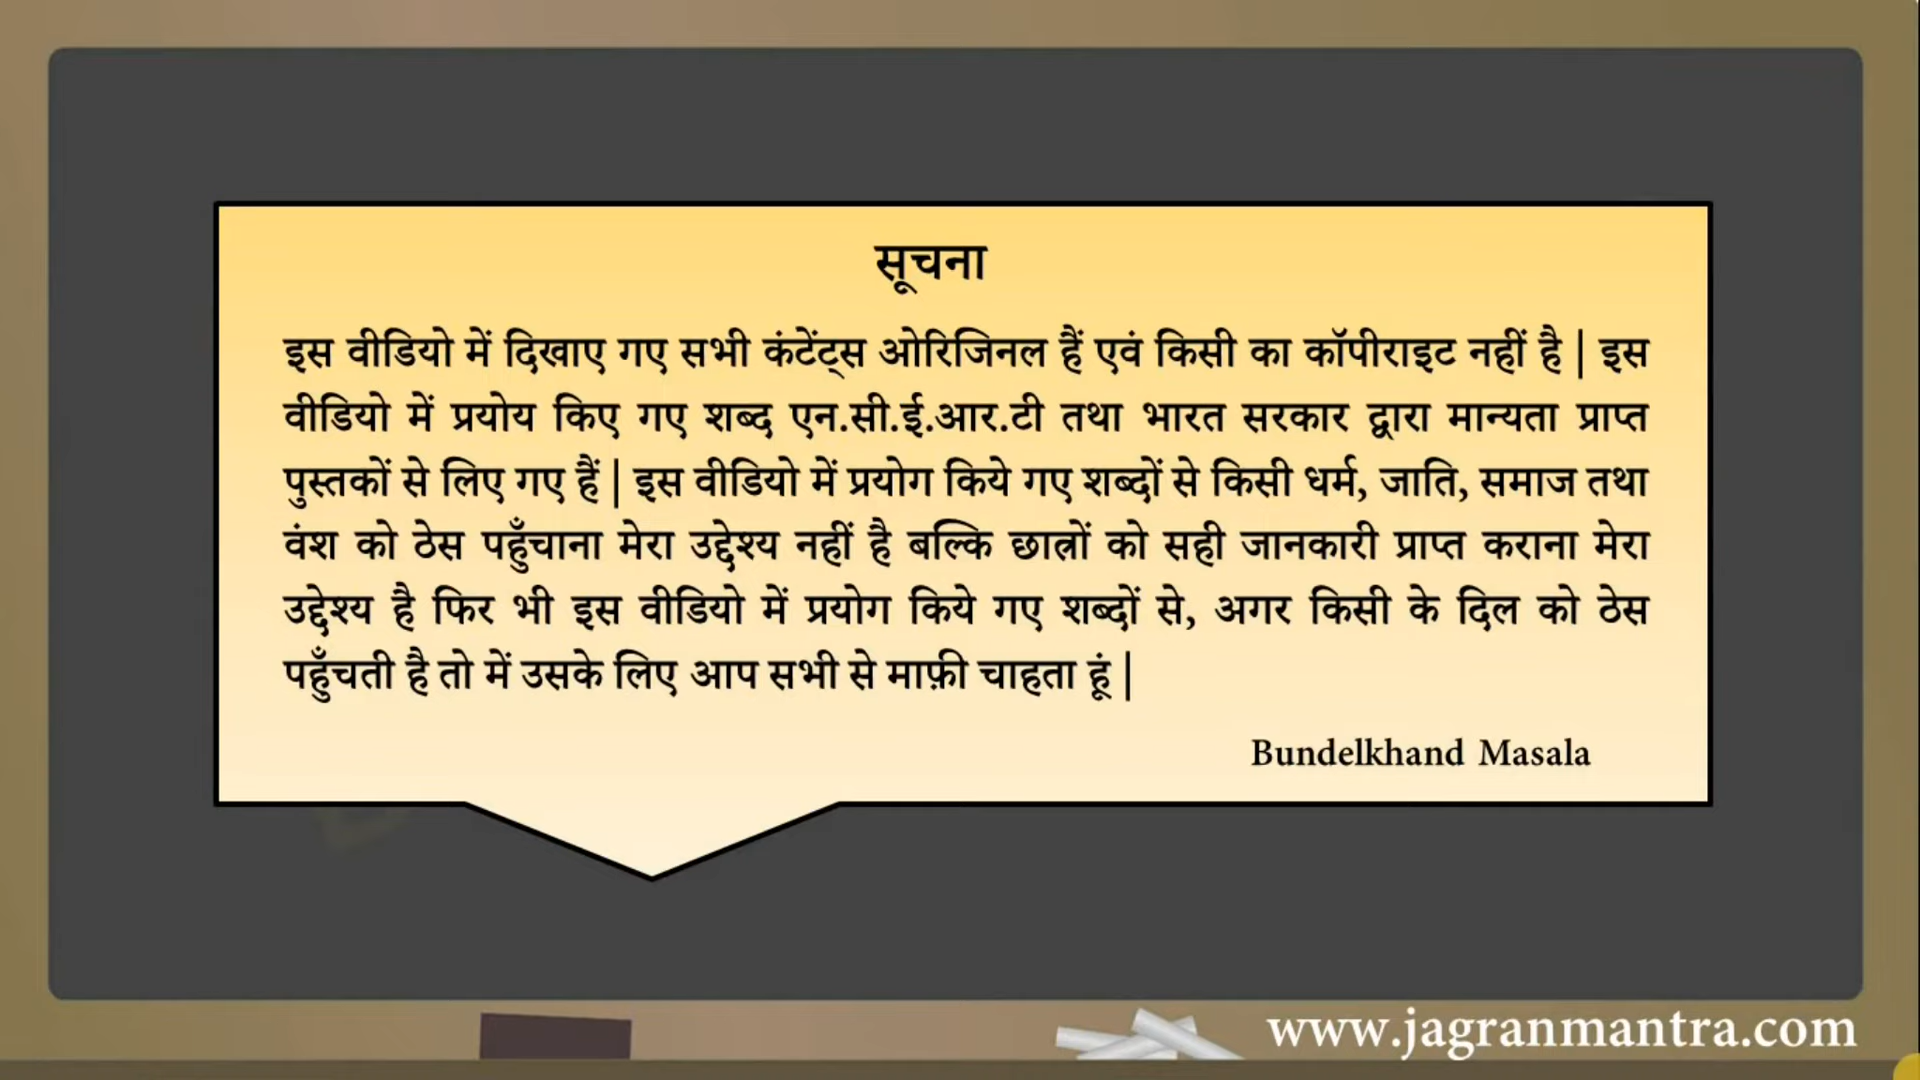 सूचना
इस वीडियो में दिखाए गए सभी कंटेंट्स ओरिजिनल हैं एवं किसी का कॉपीराइट नहीं है | इस
वीडियो में प्रयोय किए गए शब्द एन.सी.ई.आर.टी तथा भारत सरकार द्वारा मान्यता प्राप्त
पुस्तकों से लिए गए हैं | इस वीडियो में प्रयोग किये गए शब्दों से किसी धर्म, जाति, समाज तथा
वंश को ठेस पहुँचाना मेरा उद्देश्य नहीं है बल्कि छात्रों को सही जानकारी प्राप्त कराना मेरा
उद्देश्य है फिर भी इस वीडियो में प्रयोग किये गए शब्दों से, अगर किसी के दिल को ठेस
पहुँचती है तो में उसके लिए आप सभी से माफ़ी चाहता हूं |
Bundelkhand Masala
www.jagranmantra.com